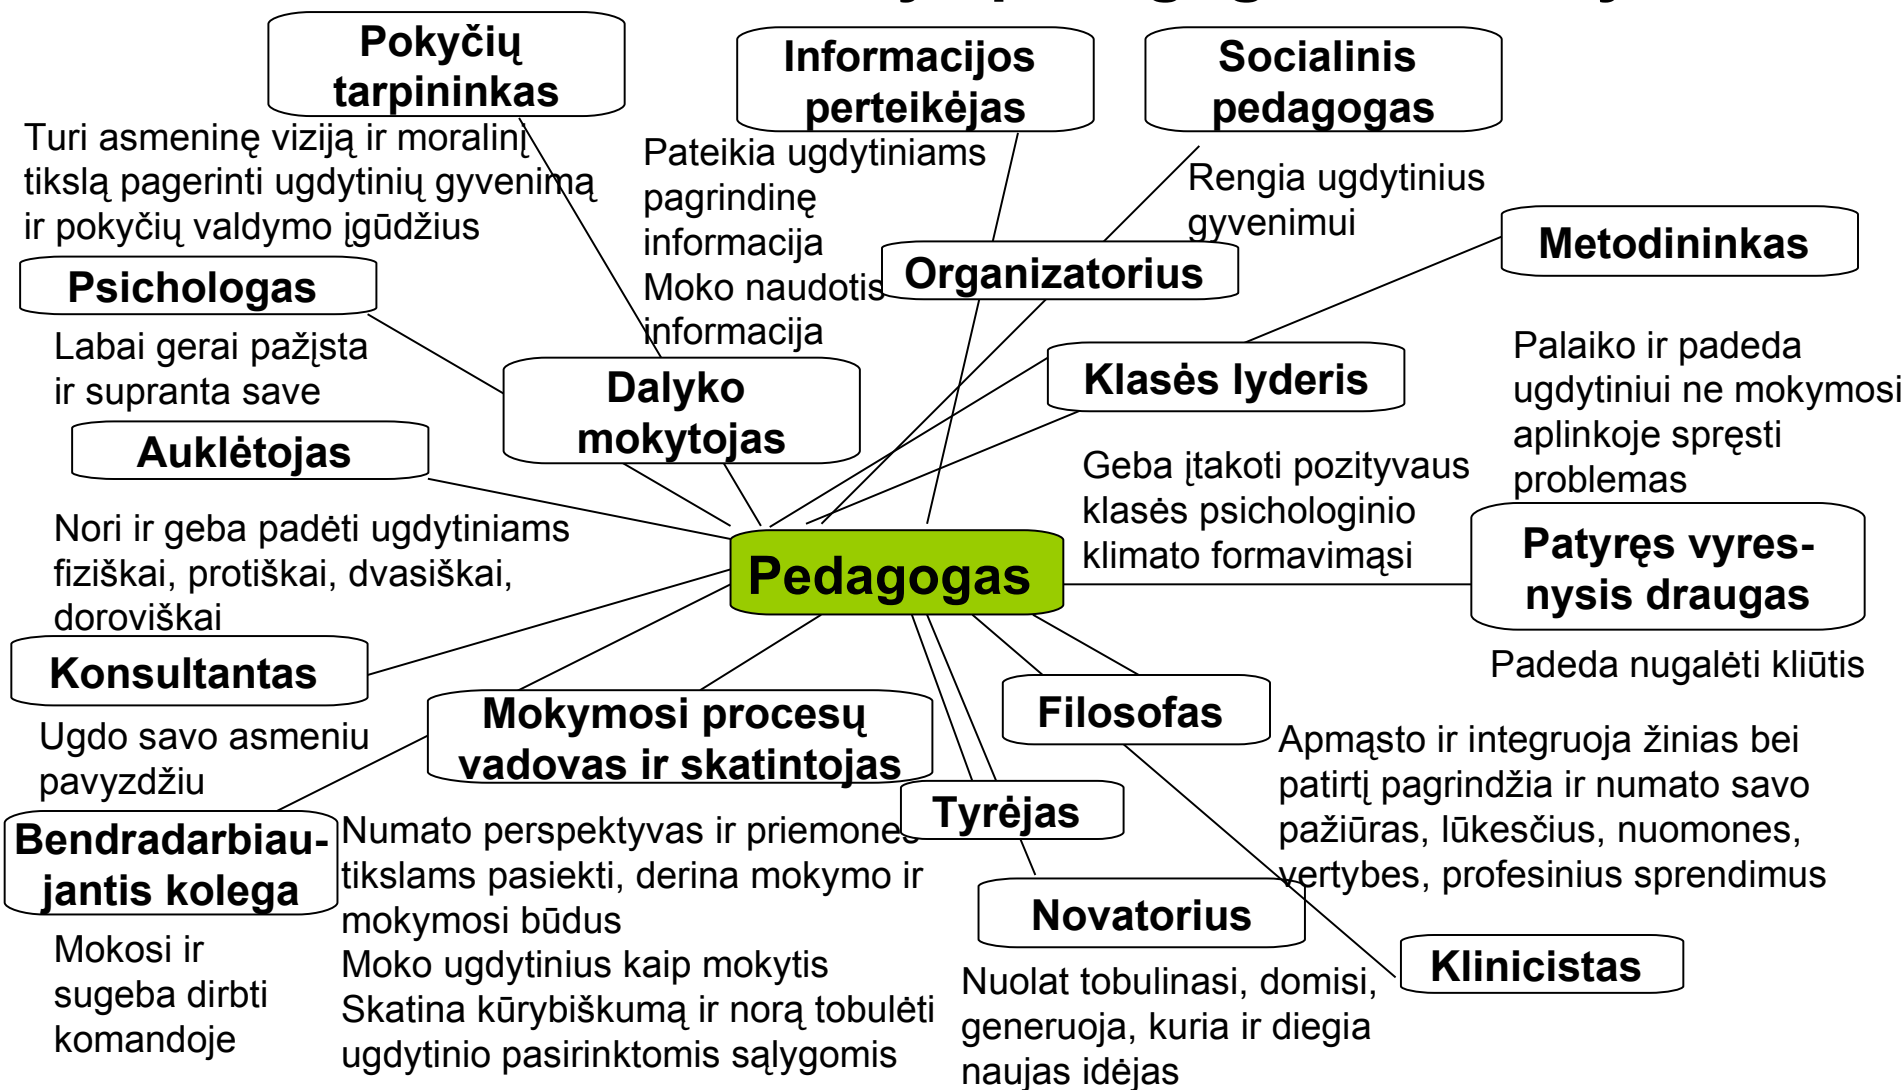 Pokyčių
tarpininkas
Informacijos
perteikėjas
Socialinis
pedagogas
Turi asmeninę viziją ir moralinį
tikslą pagerinti ugdytinių gyvenimą
ir pokyčių valdymo įgūdžius
Pateikia ugdytiniams
pagrindinę
informacija
Moko naudotis
informacija
Rengia ugdytinius
gyvenimui
Metodininkas
Organizatorius
Psichologas
Labai gerai pažįsta
ir supranta save
Dalyko
mokytojas
Klasės lyderis
Palaiko ir padeda
ugdytiniui ne mokymosi
aplinkoje spręsti
problemas
Auklėtojas
Geba įtakoti pozityvaus
klasės psichologinio
klimato formavimąsi
Nori ir geba padėti ugdytiniams
fiziškai, protiškai, dvasiškai,
doroviškai
Pedagogas
Patyręs vyres-
nysis draugas
Padeda nugalėti kliūtis
Konsultantas
Ugdo savo asmeniu
pavyzdžiu
Mokymosi procesų
vadovas ir skatintojas
Filosofas
Apmąsto ir integruoja žinias bei
patirtį pagrindžia ir numato savo
pažiūras, lūkesčius, nuomones,
vertybes, profesinius sprendimus
Tyrėjas
Bendradarbiau-
jantis kolega
Numato perspektyvas ir priemones
tikslams pasiekti, derina mokymo ir
mokymosi būdus
Moko ugdytinius kaip mokytis
Skatina kūrybiškumą ir norą tobulėti
ugdytinio pasirinktomis sąlygomis
Novatorius
Klinicistas
Mokosi ir
sugeba dirbti
komandoje
Nuolat tobulinasi, domisi,
generuoja, kuria ir diegia
naujas idėjas